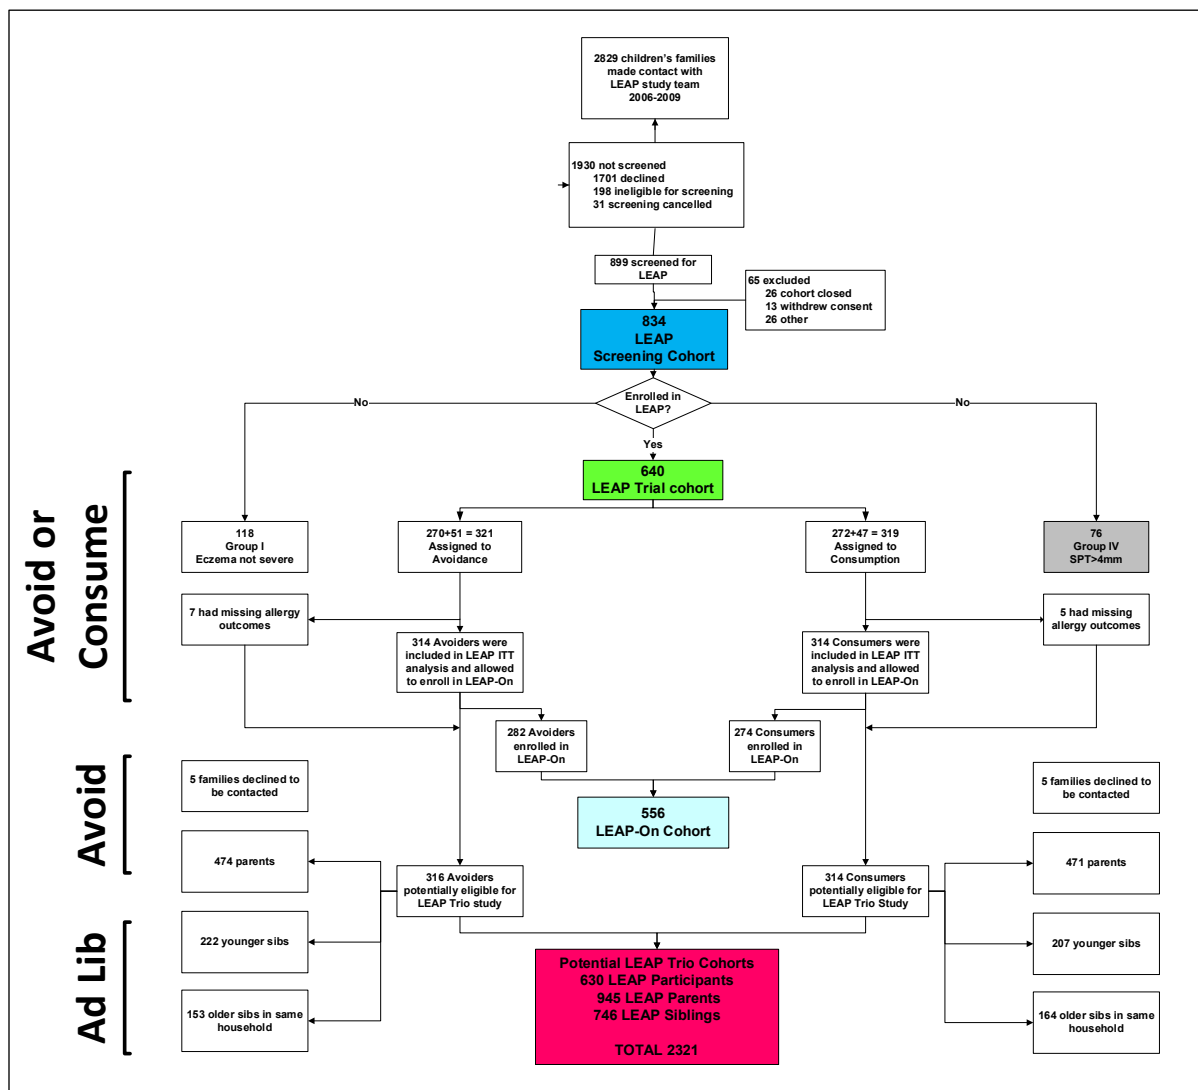 2829 children's families
made contact with
LEAP study team
2006-2009
1930 not screened
1701 declined
198 ineligible for screening
31 screening cancelled
899 screened for
LEAP
65 excluded
26 cohort closed
13 withdrew consent
26 other
834
LEAP
Screening Cohort
Enrolled in
LEAP?
No
No
Yes
640
LEAP Trial cohort
Avoid or
Consume
118
Group I
Eczema not severe
270+51 = 321
Assigned to
Avoidance
272+47 = 319
Assigned to
Consumption
76
Group IV
SPT>4mm
7 had missing allergy
outcomes
5 had missing
allergy outcomes
314 Avoiders were
included in LEAP ITT
analysis and allowed
to enroll in LEAP-On
314 Consumers were
included in LEAP ITT
analysis and allowed
to enroll in LEAP-On
282 Avoiders
enrolled in
LEAP-On
274 Consumers
enrolled in
LEAP-On
Avoid
5 families declined to
be contacted
556
LEAP-On Cohort
5 families declined to
be contacted
474 parents
316 Avoiders
potentially eligible for
LEAP Trio study
314 Consumers
potentially eligible for
LEAP Trio Study
471 parents
Ad Lib
222 younger sibs
207 younger sibs
153 older sibs in same
household
Potential LEAP Trio Cohorts
630 LEAP Participants
945 LEAP Parents
746 LEAP Siblings
TOTAL 2321
164 older sibs in same
household